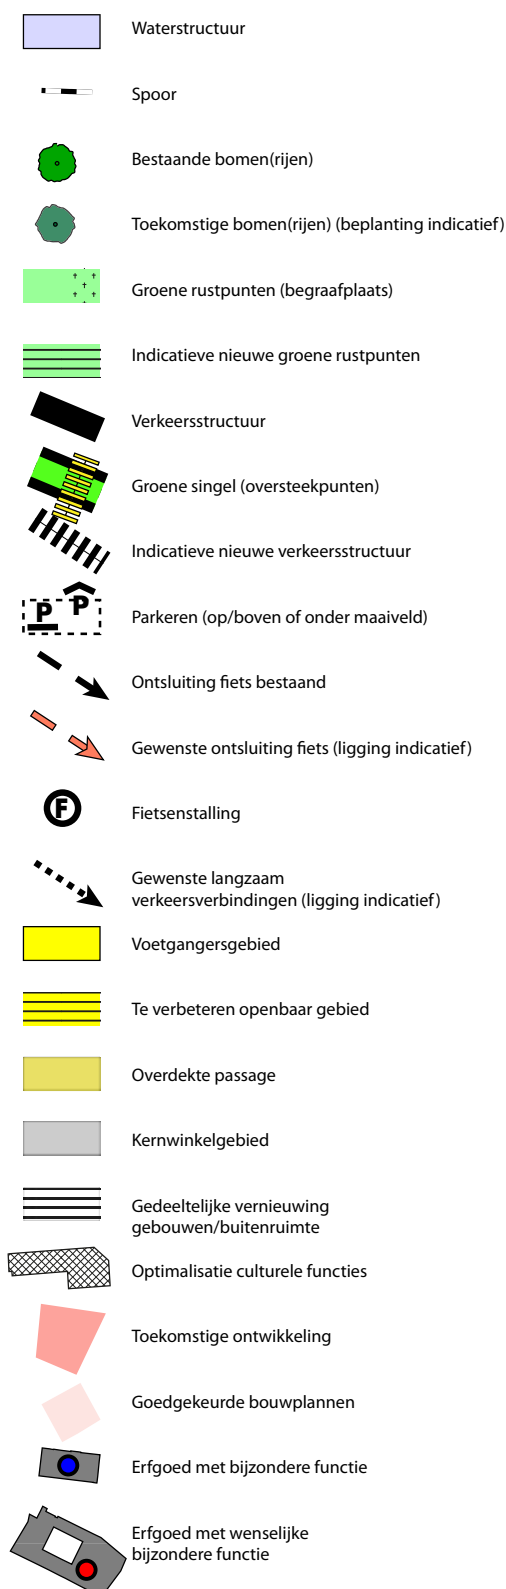 Waterstructuur
Spoor
Bestaande bomen(rijen)
Toekomstige bomen(rijen) (beplanting indicatief)
Groene rustpunten (begraafplaats)
Indicatieve nieuwe groene rustpunten
Verkeersstructuur
Groene singel (oversteekpunten)
Indicatieve nieuwe verkeersstructuur
P P
Parkeren (op/boven of onder maaiveld)
Ontsluiting fiets bestaand
Gewenste ontsluiting fiets (ligging indicatief)
F
Fietsenstalling
Gewenste langzaam
verkeersverbindingen (ligging indicatief)
Voetgangersgebied
Te verbeteren openbaar gebied
Overdekte passage
Kernwinkelgebied
Gedeeltelijke vernieuwing
gebouwen/buitenruimte
Optimalisatie culturele functies
Toekomstige ontwikkeling
Goedgekeurde bouwplannen
Erfgoed met bijzondere functie
Erfgoed met wenselijke
bijzondere functie